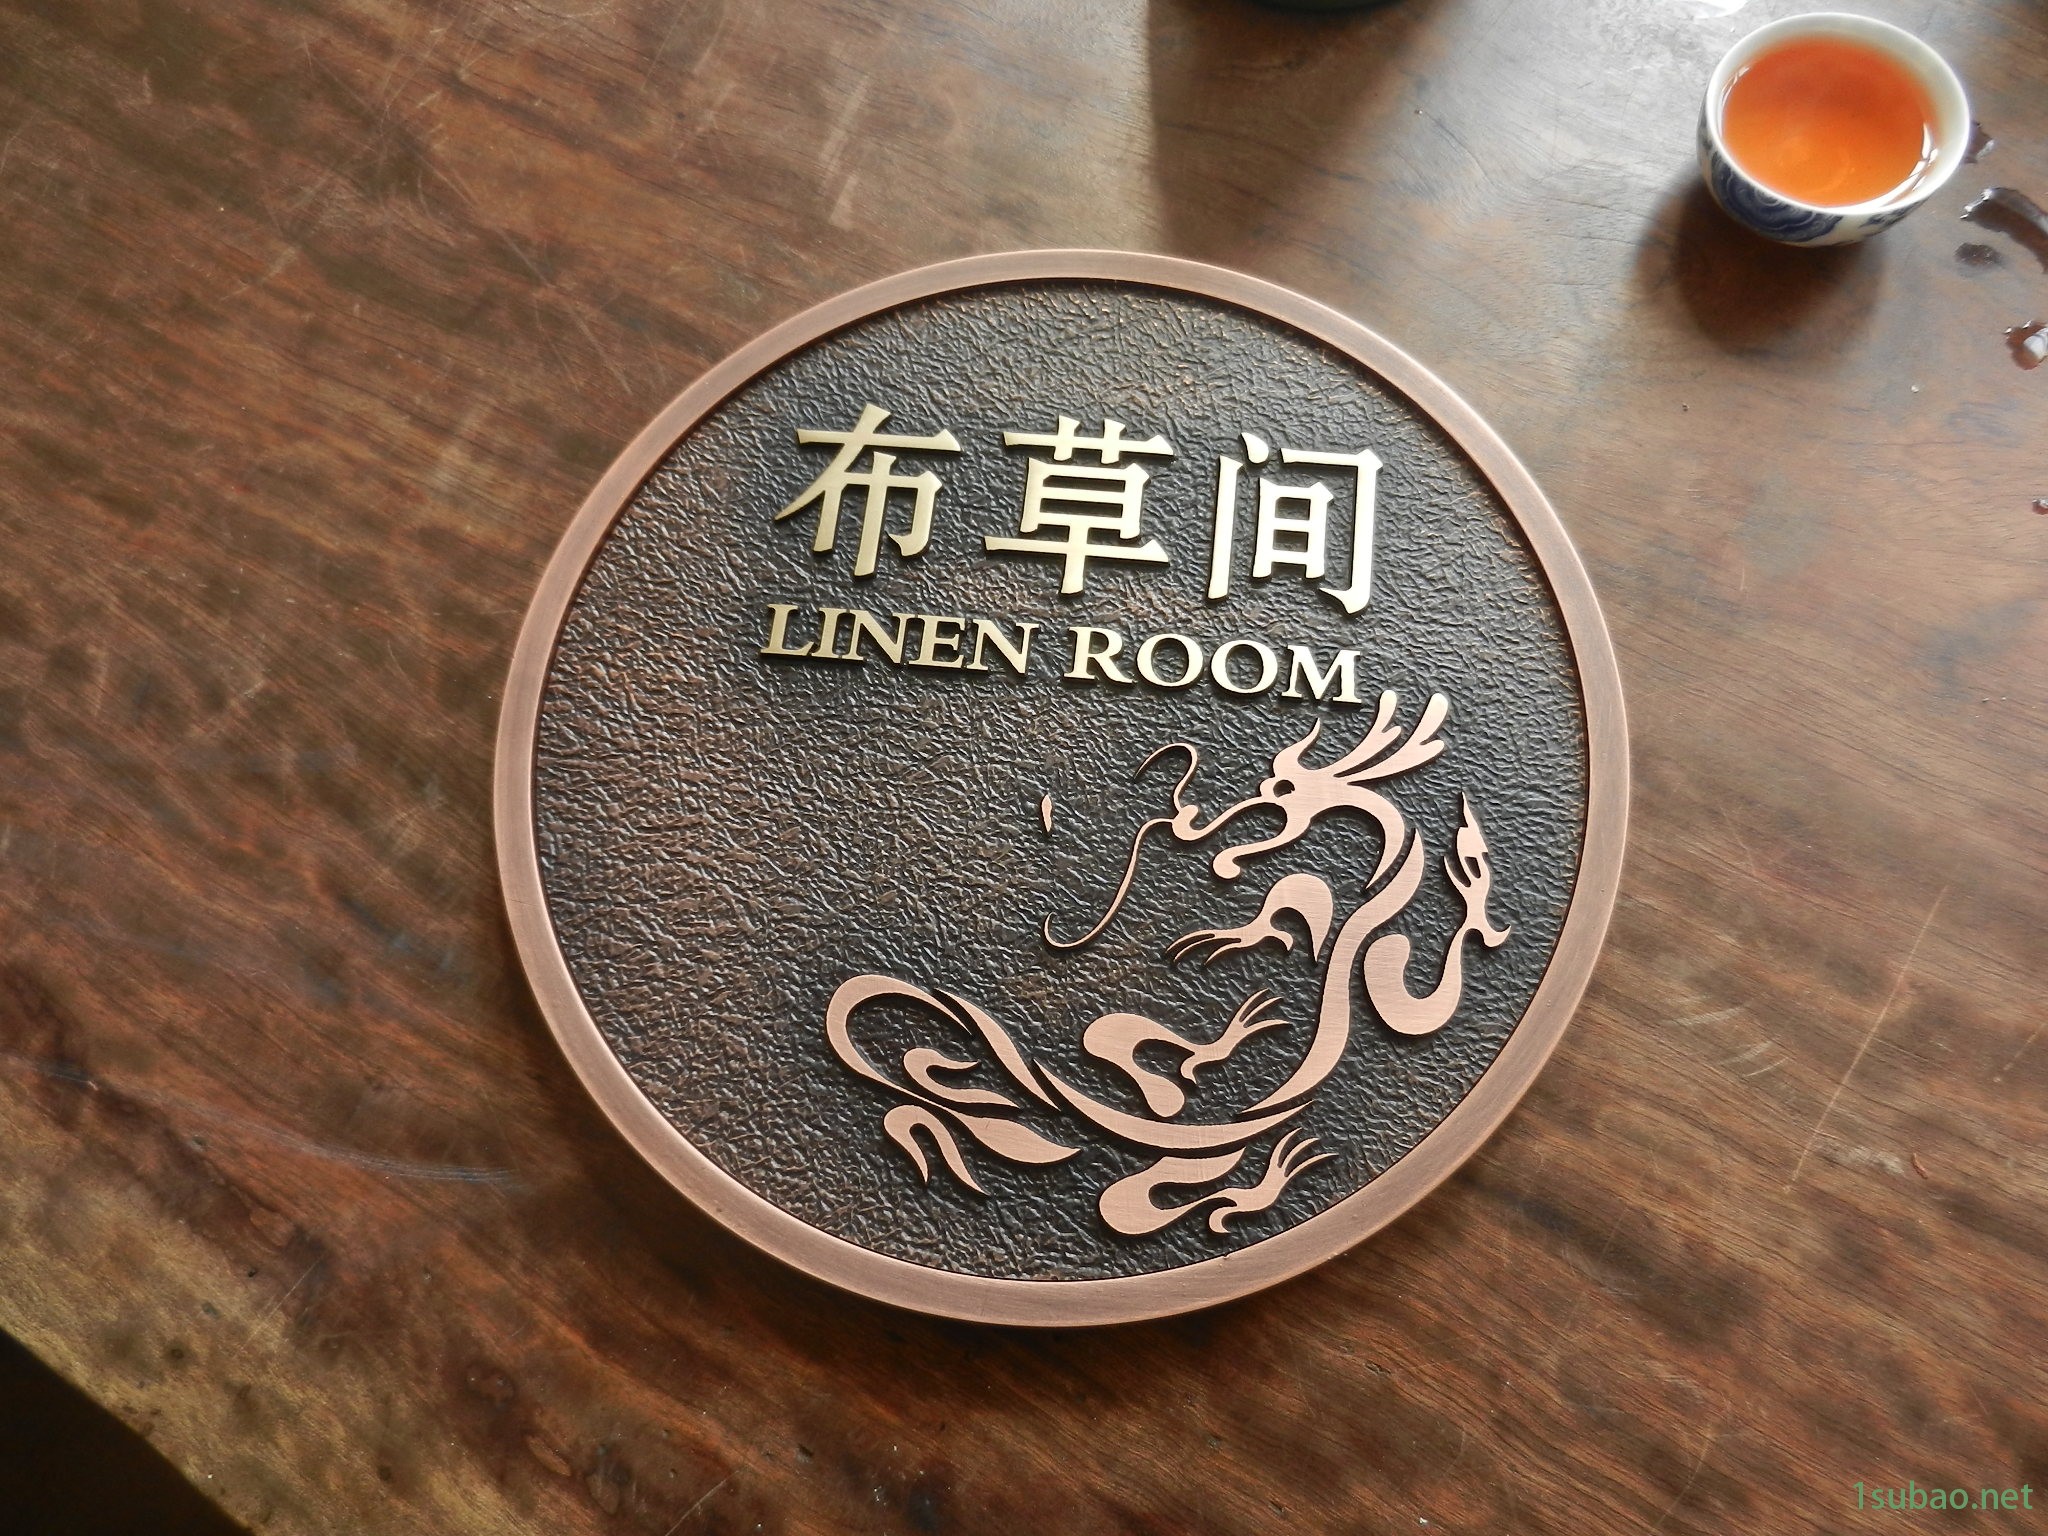 布草间
LINEN ROOM
1subao.net